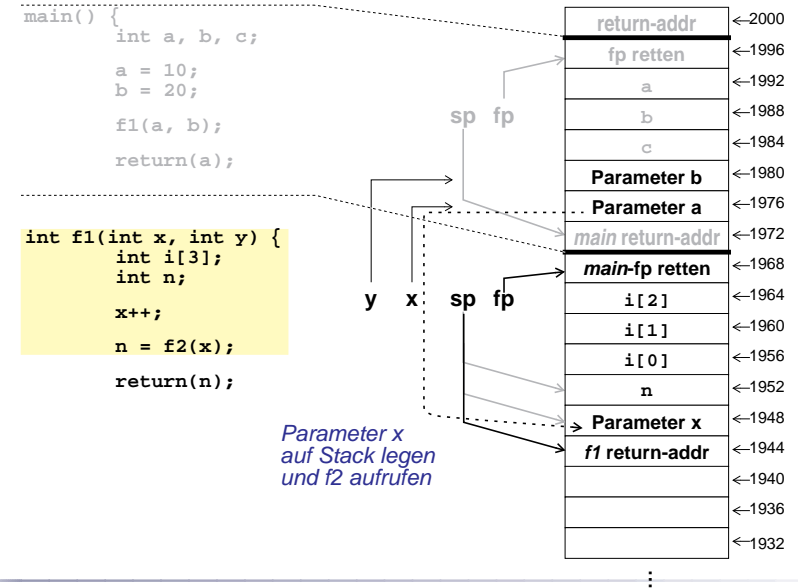 main() {
int a, b, c;
a = 10;
b = 20;
f1(a, b);
return(a);
int f1(int x, int y) {
int i[3];
int n;
x++;
n = f2(x);
return(n);
sp fp
y x sp fp
Parameter x
auf Stack legen
und f2 aufrufen
return-addr 2000
fp retten 1996
a 1992
b 1988
c 1984
Parameter b 1980
Parameter a 1976
main return-addr 1972
main-fp retten 1968
i[2] 1964
i[1] 1960
i[0] 1956
n 1952
Parameter x 1948
f1 return-addr 1944
1940
1936
1932